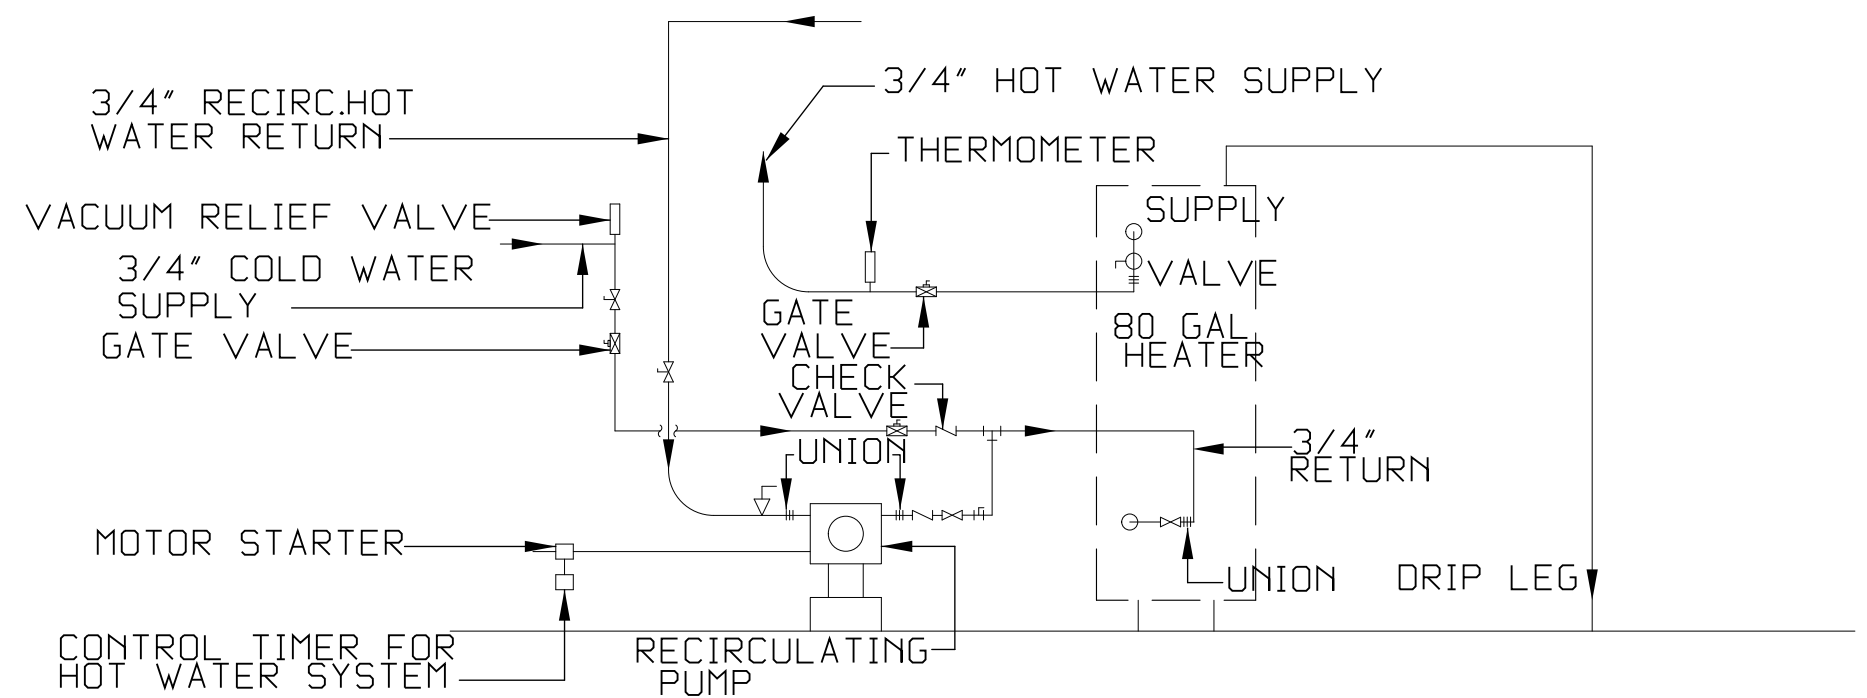 3/4" RECIRC.HOT
WATER RETURN
3/4" HOT WATER SUPPLY
THERMOMETER
VACUUM RELIEF VALVE
3/4" COLD WATER
SUPPLY
GATE VALVE
SUPPLY
VALVE
80 GAL
HEATER
GATE
VALVE
CHECK
VALVE
UNION
3/4"
RETURN
MOTOR STARTER
UNION
DRIP LEG
CONTROL TIMER FOR
HOT WATER SYSTEM
RECIRCULATING
PUMP